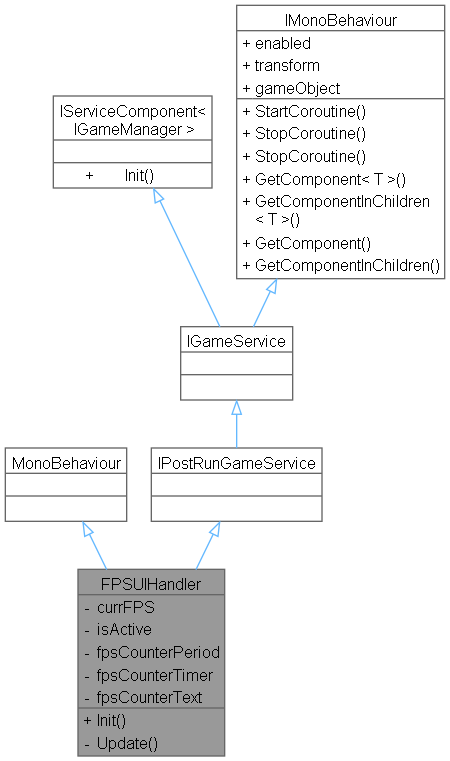 IMonoBehaviour
+ enabled
+ transform
+ gameObject
+ StartCoroutine()
+ StopCoroutine()
+ StopCoroutine()
+ GetComponent< T >()
+ GetComponentInChildren
< T >()
+ GetComponent()
+ GetComponentInChildren()
IServiceComponent<
IGameManager >
+ Init()
IGameService
MonoBehaviour
IPostRunGameService
FPSUIHandler
- currFPS
- isActive
- fpsCounterPeriod
- fpsCounterTimer
- fpsCounterText
+ Init()
- Update()